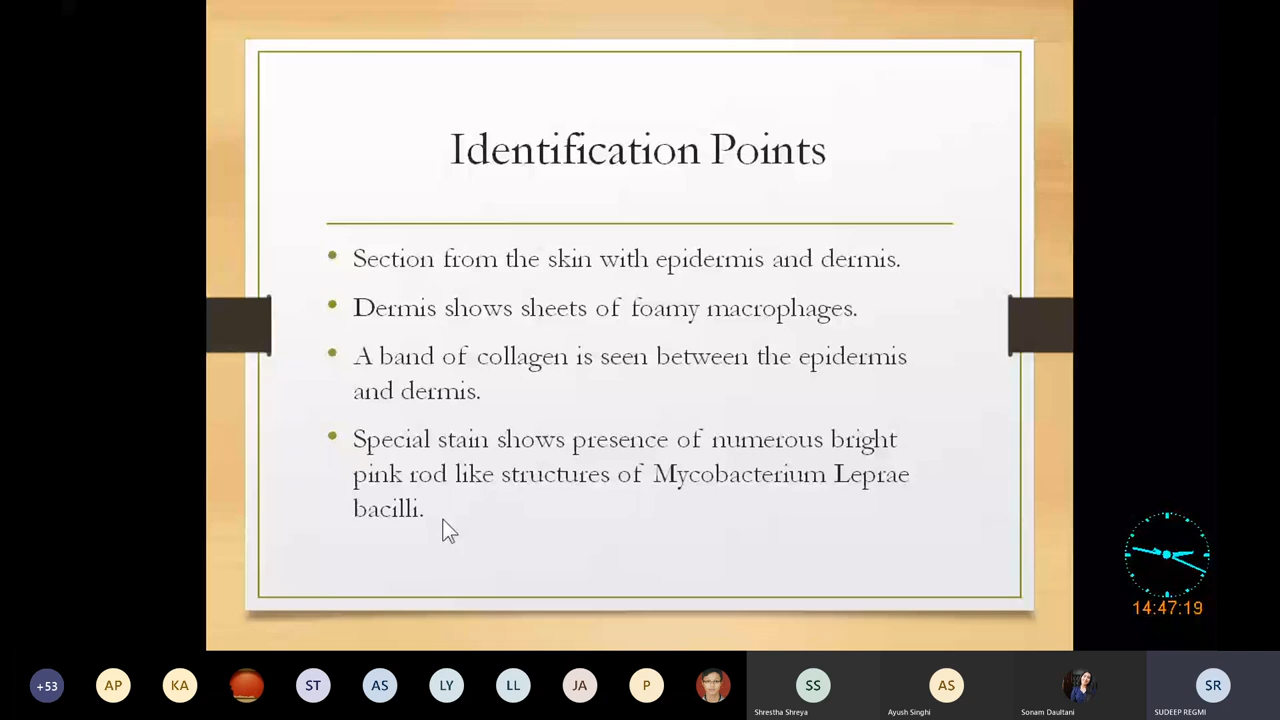 Identification Points
• Section from the skin with epidermis and dermis.
• Dermis shows sheets of foamy macrophages.
• A band of collagen is seen between the epidermis
and dermis.
• Special stain shows presence of numerous bright
pink rod like structures of Mycobacterium Leprae
bacilli.
14:47:19
+53
AP
KA
ST
AS
LY
LL
JA
P
SS
AS
SR
Shrestha Shreya
Ayush Singhi
Sonam Daultani
SUDEEP REGMI